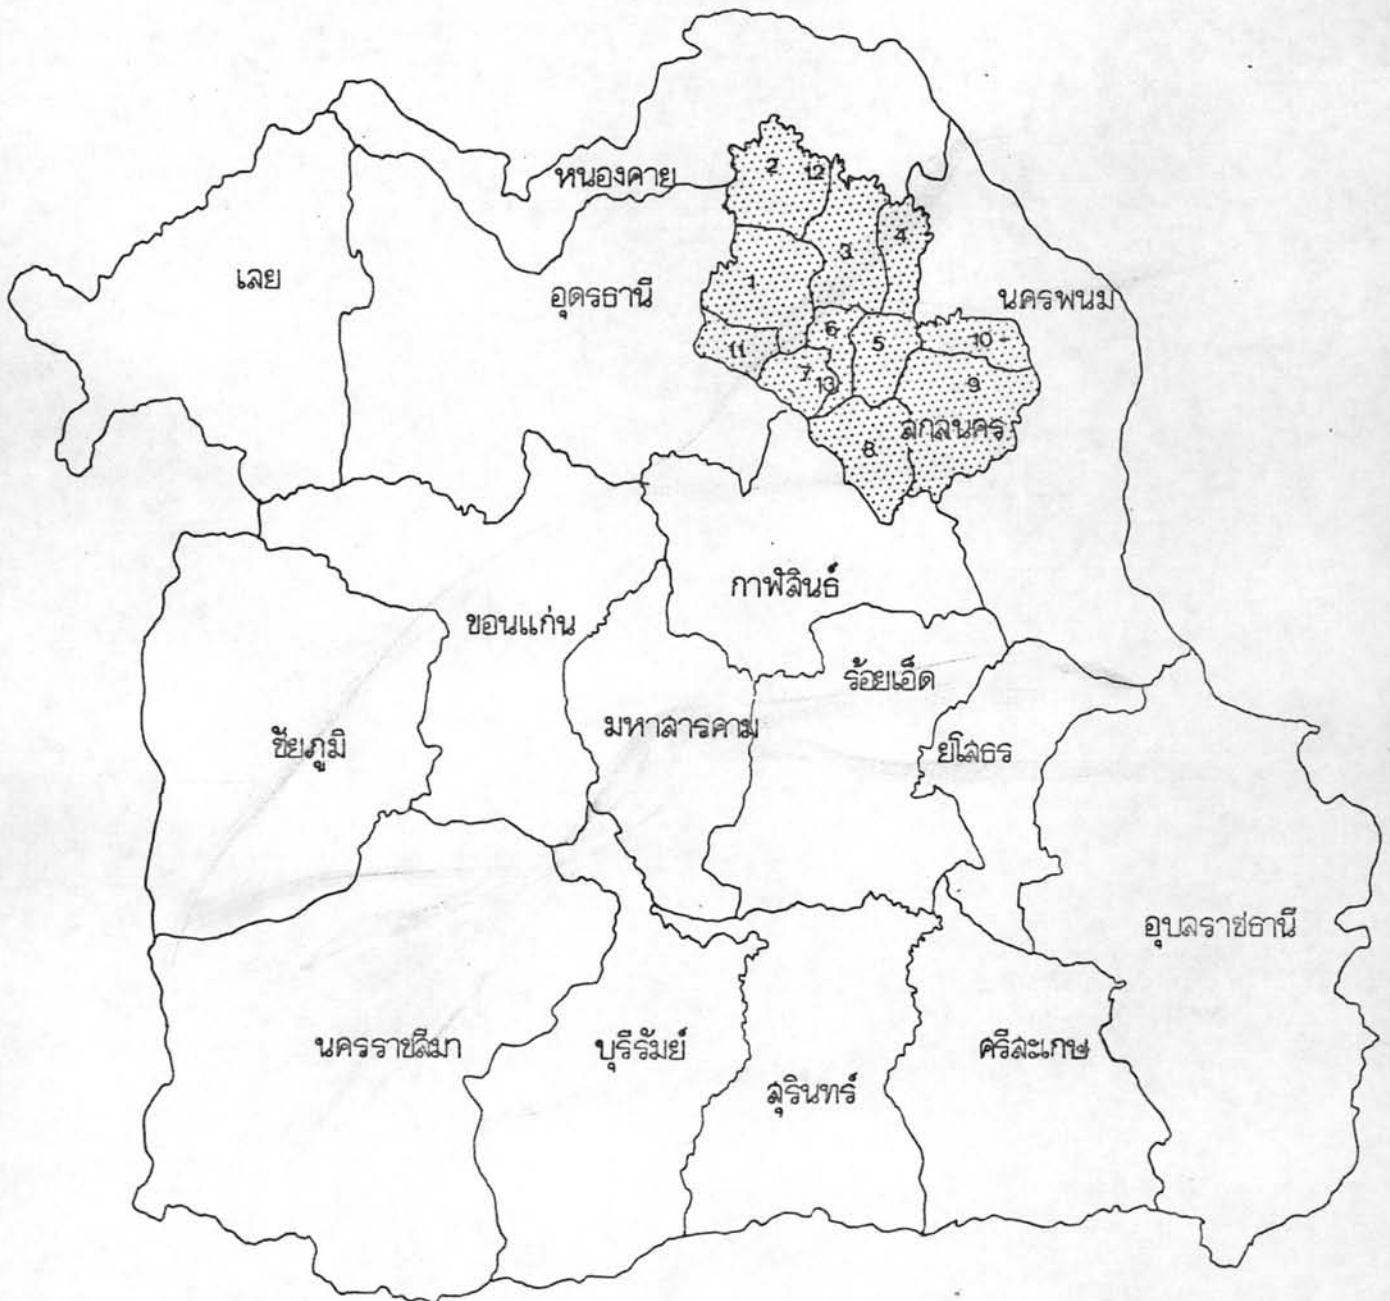 หนองคาย
2
12
4
3
เลย
อุดรธานี
1
นครพนม
6
5
10
11
7
13
9
สกลนคร
8
กาฬสินธุ์
ขอนแก่น
ร้อยเอ็ด
มหาสารคาม
ชัยภูมิ
ยโสธร
อุบลราชธานี
นครราชสีมา
บุรีรัมย์
ศรีสะเกษ
สุรินทร์